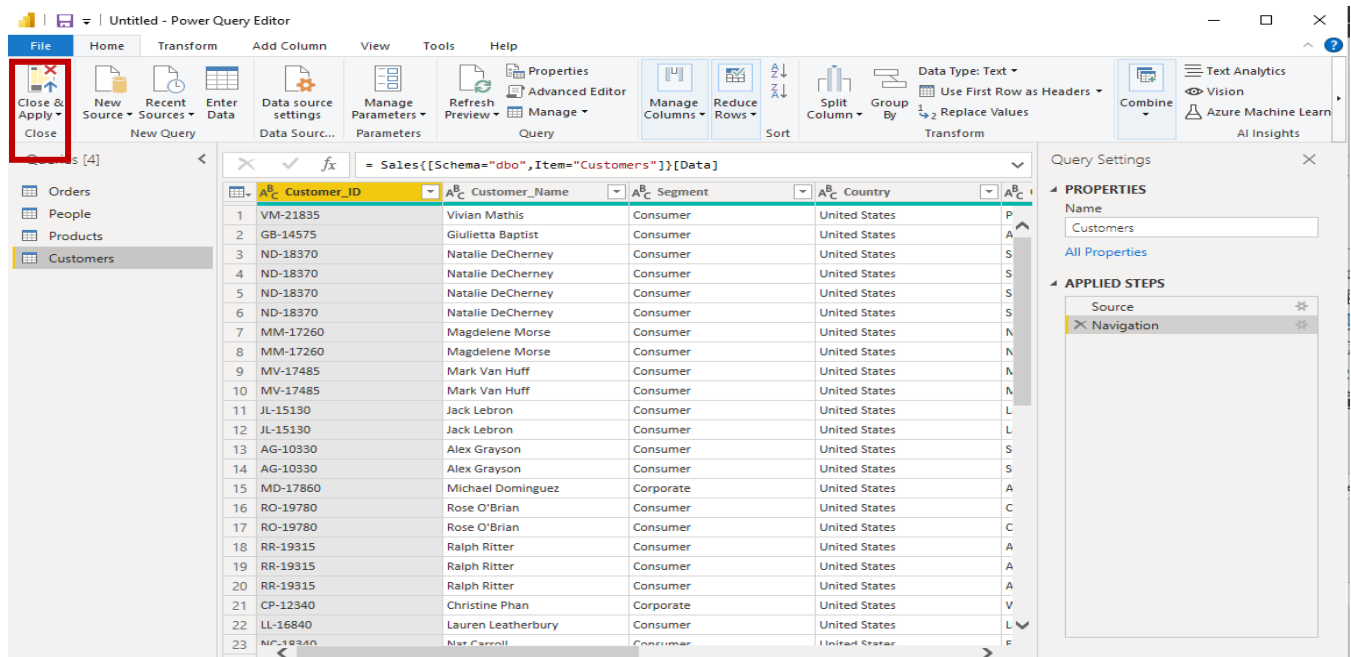 Untitled - Power Query Editor
File Home Transform Add Column View Tools Help
Close & Apply
New Source
Recent Sources
Enter Data
Data source settings
Manage Parameters
Refresh Preview
Properties
Advanced Editor
Manage
Manage Columns
Reduce Rows
Split Column
Group By
Data Type: Text
Use First Row as Headers
Replace Values
Combine
Text Analytics
Vision
Azure Machine Learn
Close New Query Data Sourc... Parameters Query Sort Transform AI Insights
[4]
Orders
People
Products
Customers
fx = Sales{[Schema="dbo",Item="Customers"]}[Data]
Customer_ID Customer_Name Segment Country
1 VM-21835 Vivian Mathis Consumer United States P
2 GB-14575 Giulietta Baptist Consumer United States A
3 ND-18370 Natalie DeCherney Consumer United States S
4 ND-18370 Natalie DeCherney Consumer United States S
5 ND-18370 Natalie DeCherney Consumer United States S
6 ND-18370 Natalie DeCherney Consumer United States S
7 MM-17260 Magdelene Morse Consumer United States
8 MM-17260 Magdelene Morse Consumer United States
9 MV-17485 Mark Van Huff Consumer United States
10 MV-17485 Mark Van Huff Consumer United States
11 JL-15130 Jack Lebron Consumer United States L
12 JL-15130 Jack Lebron Consumer United States L
13 AG-10330 Alex Grayson Consumer United States S
14 AG-10330 Alex Grayson Consumer United States S
15 MD-17860 Michael Dominguez Corporate United States A
16 RO-19780 Rose O'Brian Consumer United States C
17 RO-19780 Rose O'Brian Consumer United States C
18 RR-19315 Ralph Ritter Consumer United States A
19 RR-19315 Ralph Ritter Consumer United States A
20 RR-19315 Ralph Ritter Consumer United States A
21 CP-12340 Christine Phan Corporate United States
22 LL-16840 Lauren Leatherbury Consumer United States L
23 NC-18340 Nat Carroll Consumer United States
Query Settings
PROPERTIES
Name
Customers
All Properties
APPLIED STEPS
Source
Navigation